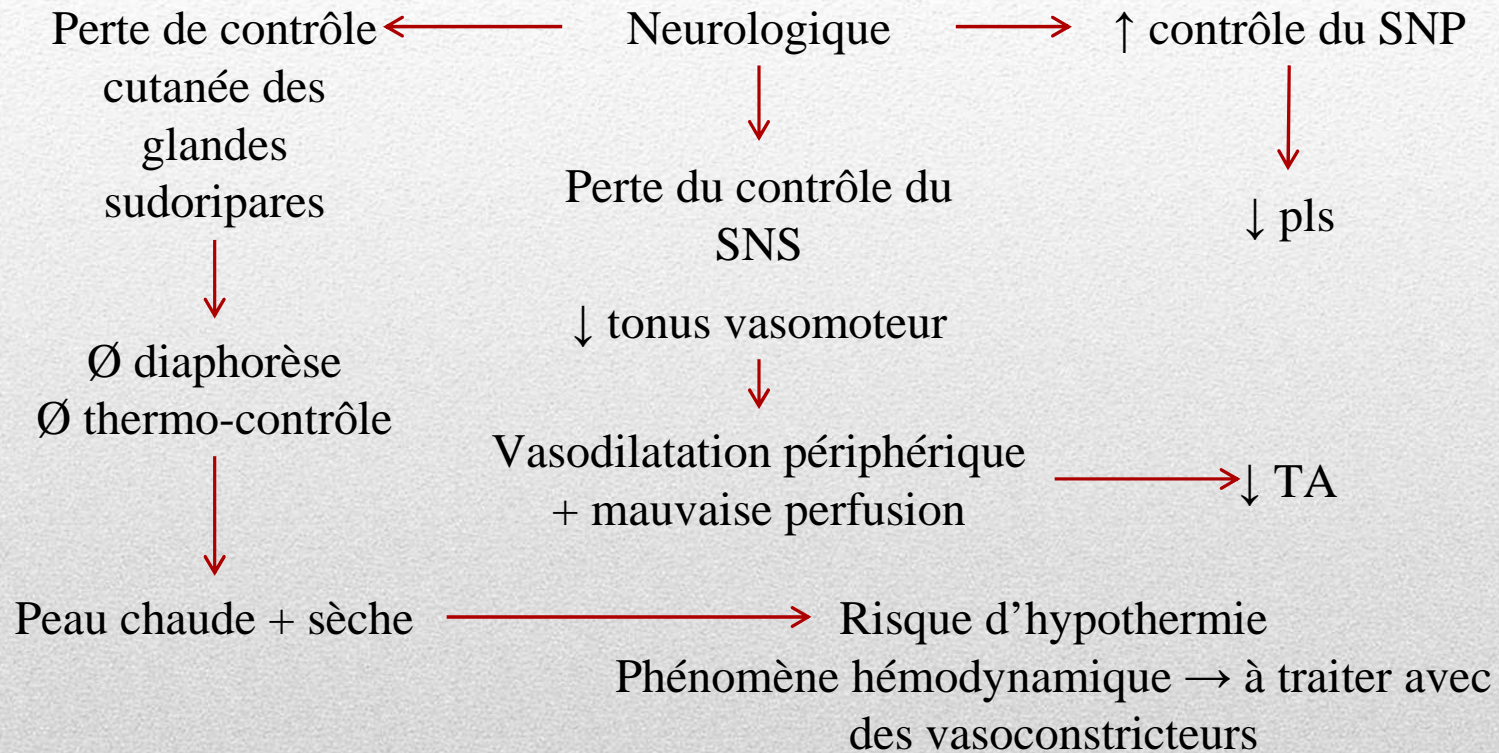 Perte de contrôle
cutanée des
glandes
sudoripares
Ø diaphorèse
Ø thermo-contrôle
Peau chaude + sèche
Neurologique
Perte du contrôle du
SNS
↓ tonus vasomoteur
Vasodilatation périphérique
+ mauvaise perfusion
↓ TA
↑ contrôle du SNP
↓ pls
Risque d’hypothermie
Phénomène hémodynamique → à traiter avec
des vasoconstricteurs